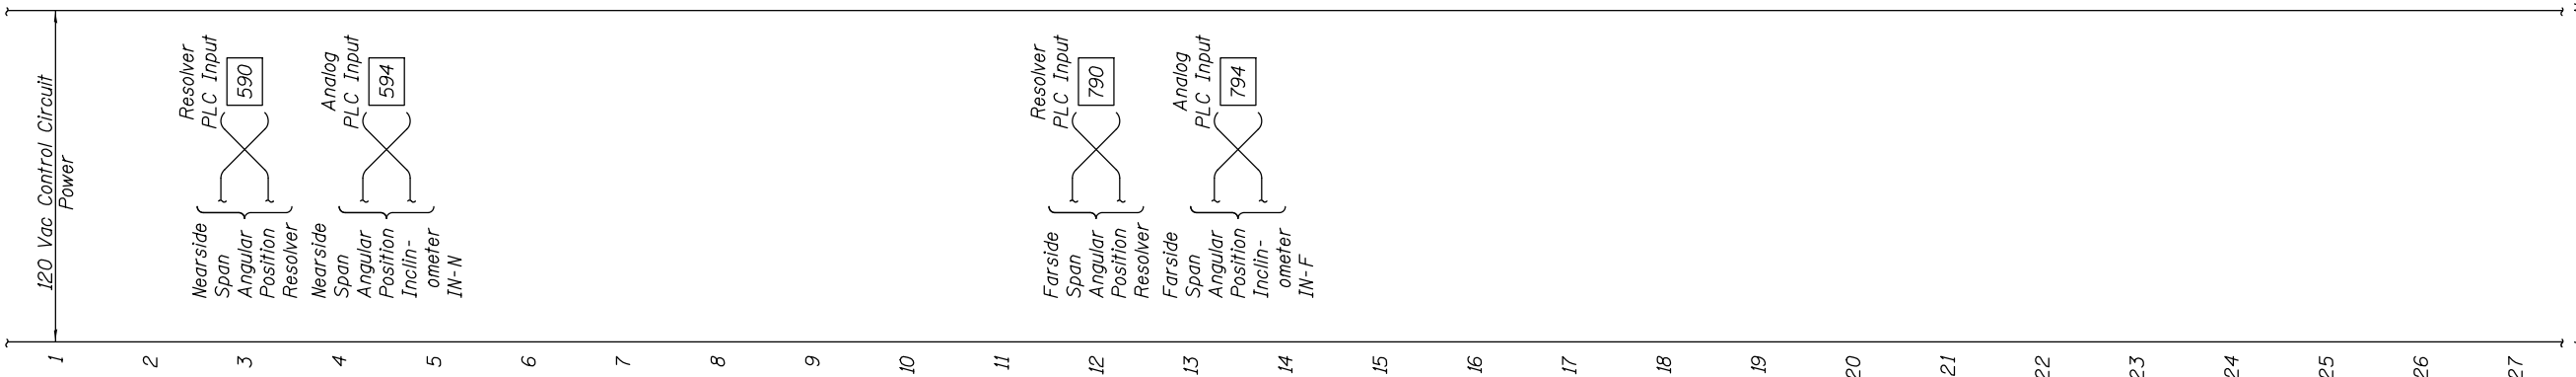 120 Vac Control Circuit
Power
Resolver
PLC Input
590
Nearside
Span
Angular
Position
Resolver
Analog
PLC Input
594
Nearside
Span
Angular
Position
Inclin-
ometer
IN-N
Resolver
PLC Input
790
Farside
Span
Angular
Position
Resolver
Analog
PLC Input
794
Farside
Span
Angular
Position
Inclin-
ometer
IN-F
1
2
3
4
5
6
7
8
9
10
11
12
13
14
15
16
17
18
19
20
21
22
23
24
25
26
27